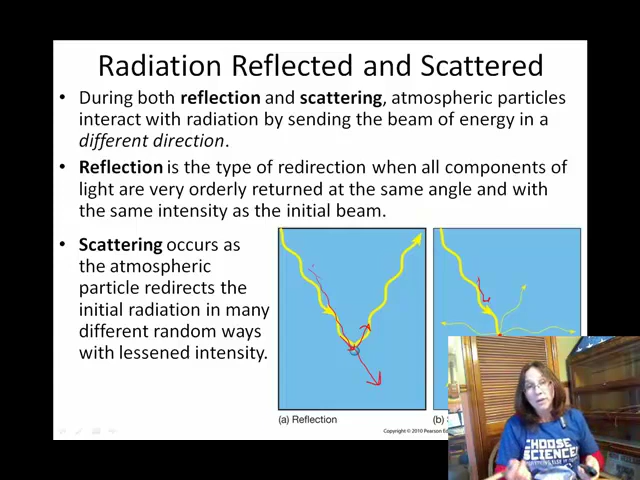 Radiation Reflected and Scattered
• During both reflection and scattering, atmospheric particles
interact with radiation by sending the beam of energy in a
different direction.
• Reflection is the type of redirection when all components of
light are very orderly returned at the same angle and with
the same intensity as the initial beam.
• Scattering occurs as
the atmospheric
particle redirects the
initial radiation in many
different random ways
with lessened intensity.
(a) Reflection
(b)
Copyright © 2010 Pearson
CHOOSE
SCIENCE!